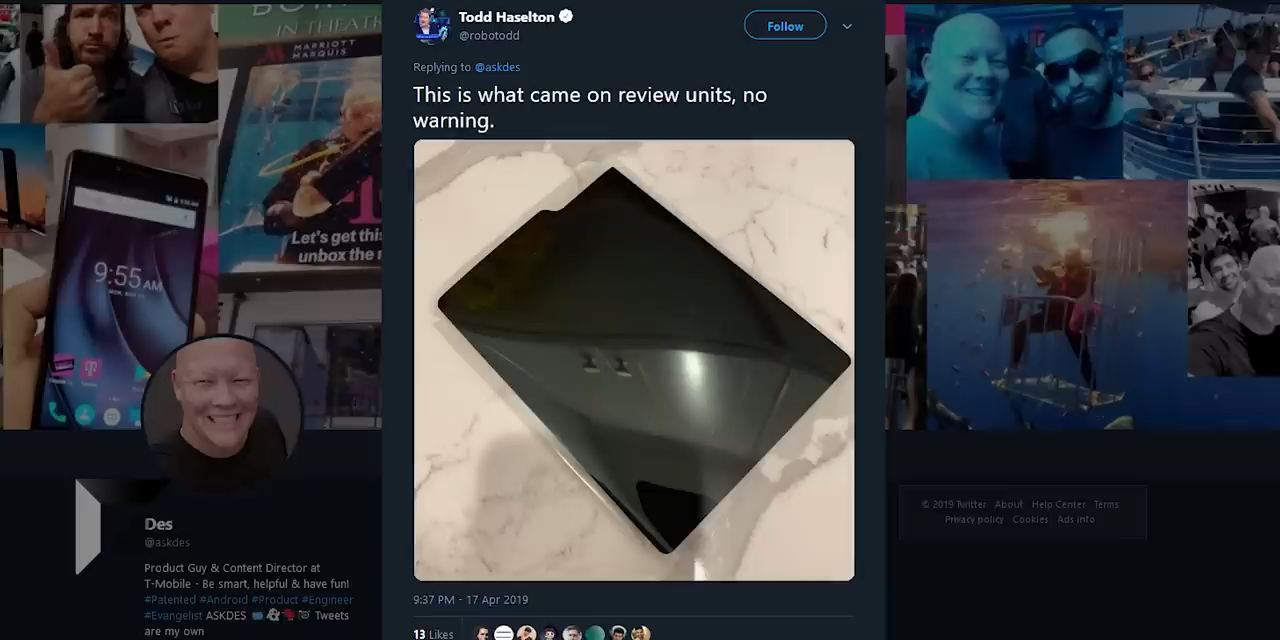 Todd Haselton
@robotodd
Follow
Replying to @askdes
This is what came on review units, no
warning.
9:37 PM - 17 Apr 2019
13 Likes
IN THEATR
MARRIOTT
MARQUIS
Let's get thi
unbox the
9:55 AM
Des
@askdes
Product Guy & Content Director at
T-Mobile - Be smart, helpful & have fun!
#Patented #Android #Product #Engineer
#Evangelist ASKDES
Tweets
are my own
© 2019 Twitter About Help Center Terms
Privacy policy Cookies Ads info